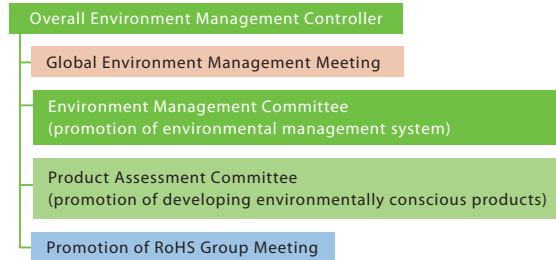 Overall Environment Management Controller
Global Environment Management Meeting
Environment Management Committee
(promotion of environmental management system)
Product Assessment Committee
(promotion of developing environmentally conscious products)
Promotion of RoHS Group Meeting